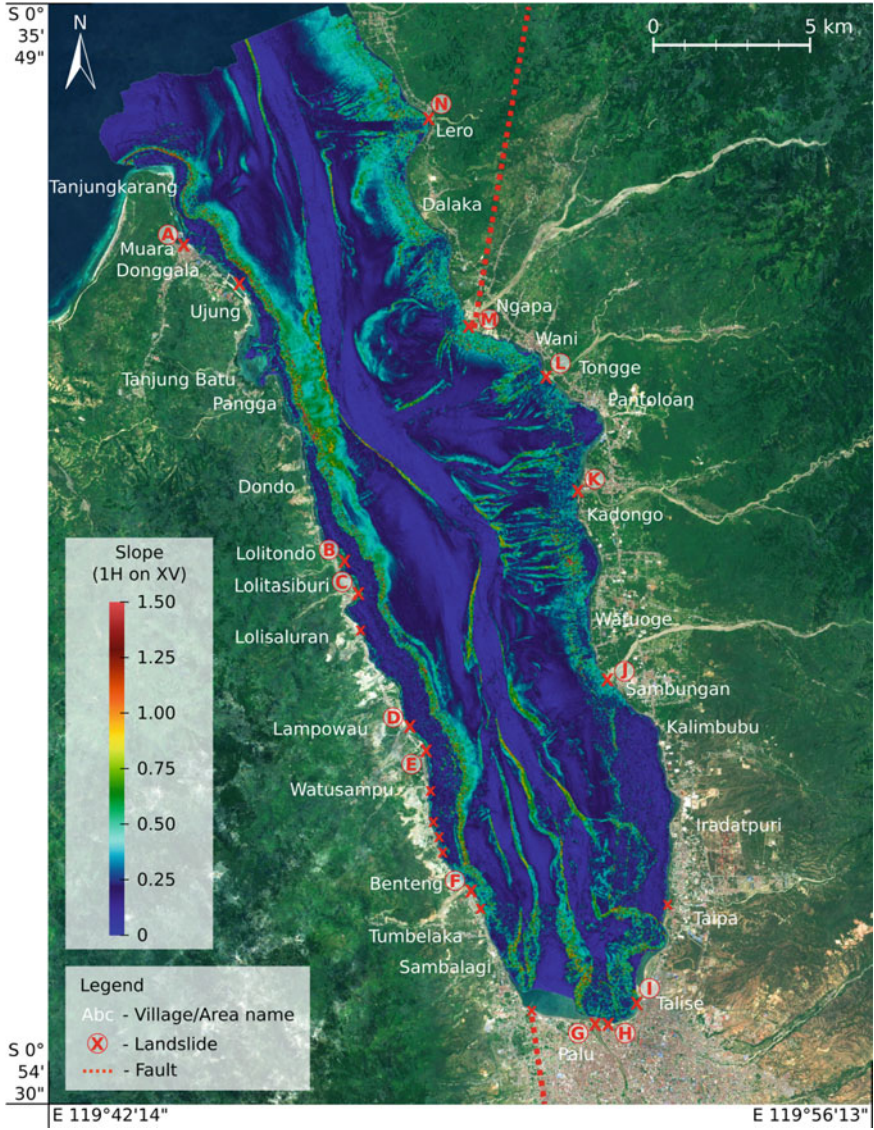 S 0°
35'
49"
N
0
5 km
N
Lero
Tanjungkarang
Dalaka
A
Muara
Donggala
Ujung
Ngapa
M
Wani
L
Tongge
Tanjung Batu
Pangga
Pantoloan
K
Dondo
Kadongo
Slope
(1H on XV)
1.50
1.25
1.00
0.75
0.50
0.25
0
B
Lolitondo
C
Lolitasiburi
Watuoge
Lolisaluran
J
Sambungan
D
Lampowau
Kalimbubu
E
Watusampu
Iradatpuri
Benteng
F
Taipa
Tumbelaka
Sambalagi
I
Talise
G
H
Palu
Legend
Abc - Village/Area name
X - Landslide
- Fault
S 0°
54'
30"
E 119°42'14"
E 119°56'13"